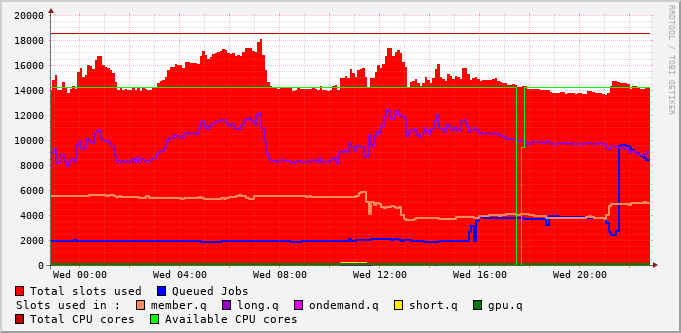 20000
18000
16000
14000
12000
10000
8000
6000
4000
2000
0
Wed 00:00 Wed 04:00 Wed 08:00 Wed 12:00 Wed 16:00 Wed 20:00
RRDTOOL / TOBI OETIKER
Total slots used Queued Jobs
Slots used in : member.q long.q ondemand.q short.q gpu.q
Total CPU cores Available CPU cores